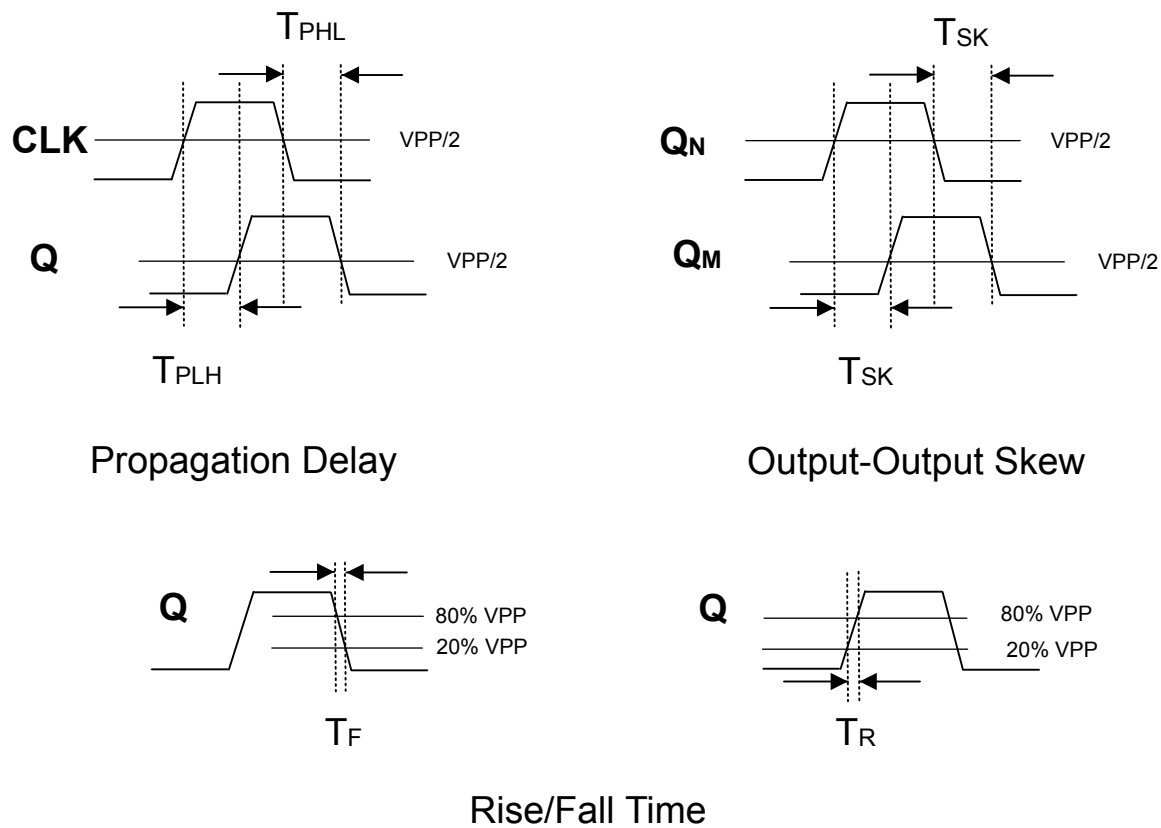 TPHL
CLK
VPP/2
Q
VPP/2
TPLH
Propagation Delay
TSK
QN
VPP/2
QM
VPP/2
TSK
Output-Output Skew
Q
80% VPP
20% VPP
TF
Q
80% VPP
20% VPP
TR
Rise/Fall Time